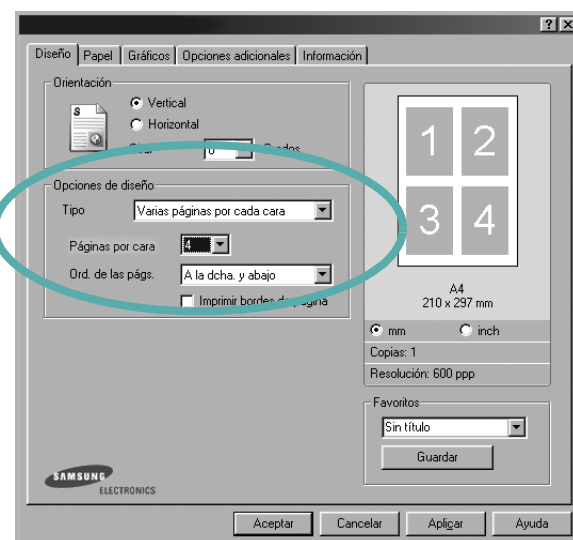 Diseño Papel Gráficos Opciones adicionales Información
Orientación
S
Vertical
Horizontal
0
Opciones de diseño
Tipo Varias páginas por cada cara
Páginas por cara 4
Ord. de las págs. A la dcha. y abajo
Imprimir bordes de página
1 2
3 4
A4
210 x 297 mm
mm inch
Copias: 1
Resolución: 600 ppp
Favoritos
Sin título
Guardar
SAMSUNG
ELECTRONICS
Aceptar Cancelar Aplicar Ayuda